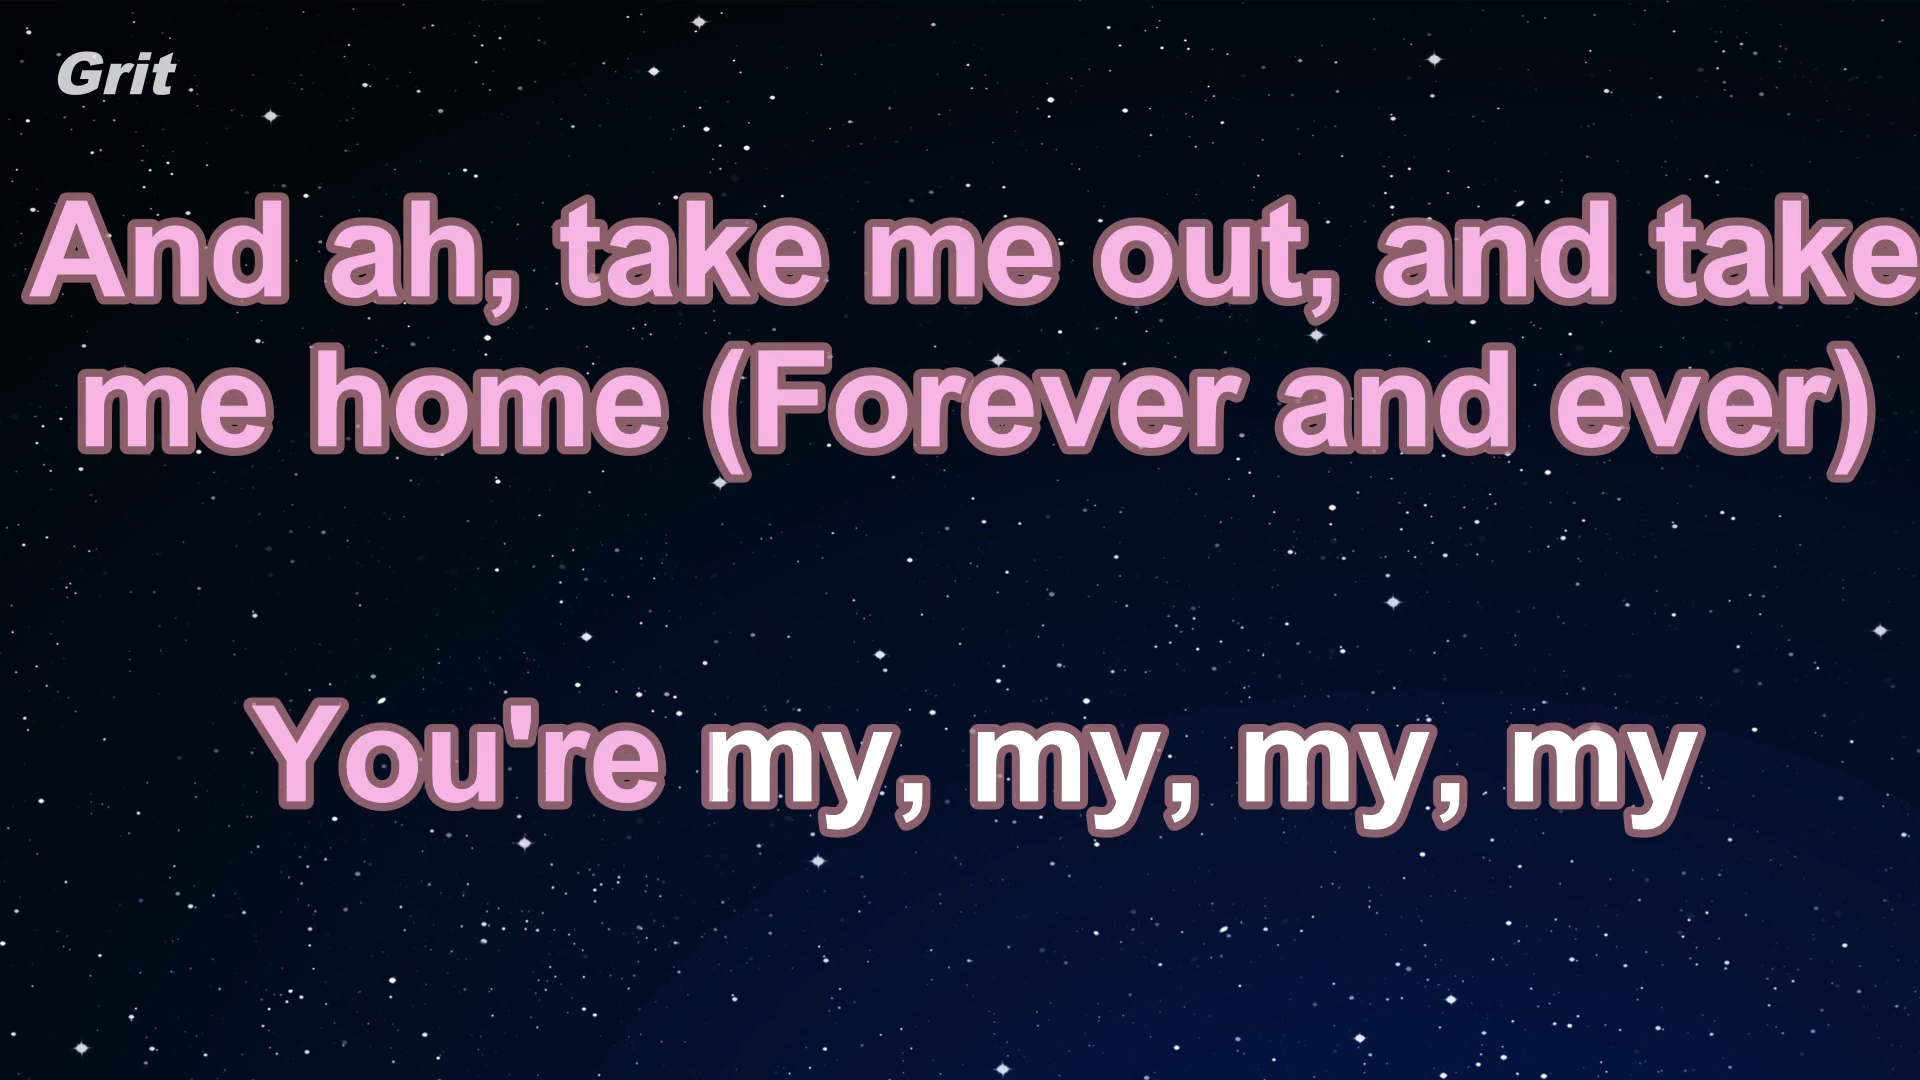 Grit
And ah, take me out, and take
me home (Forever and ever)
You're my, my, my, my